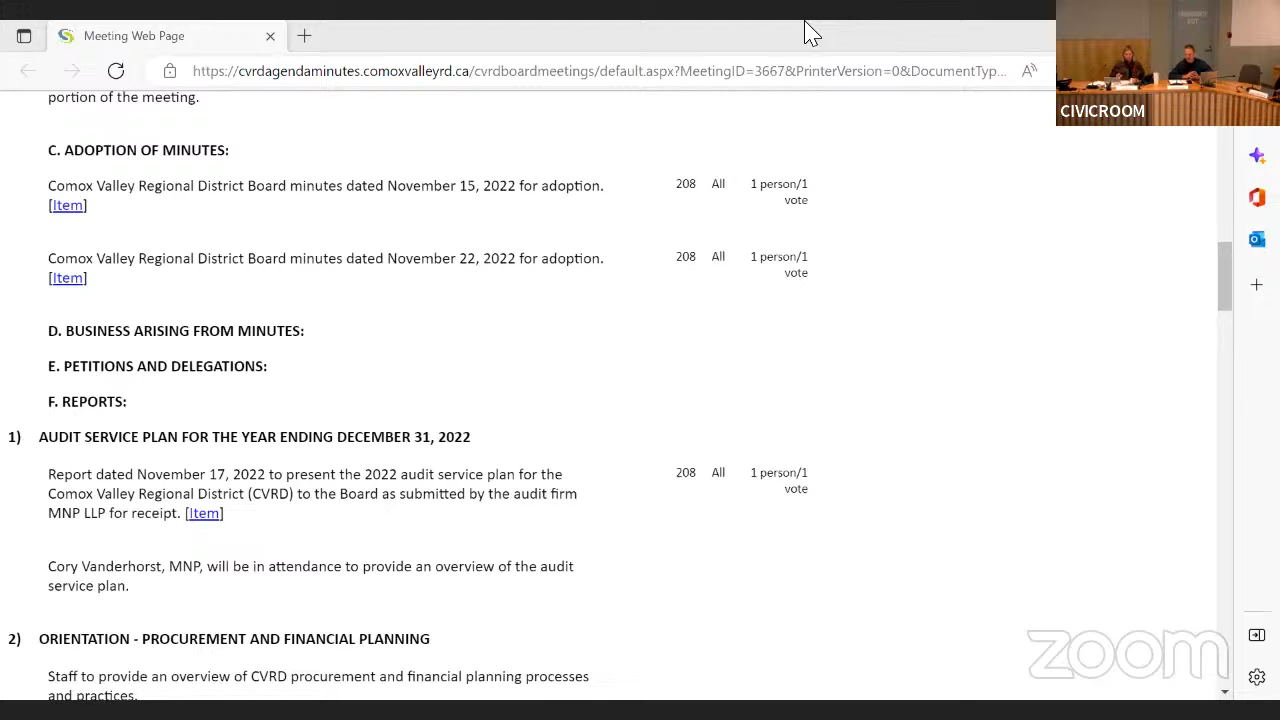 Meeting Web Page
https://cvrdagendaminutes.comoxvalleyrd.ca/cvrdboardmeetings/default.aspx?MeetingID=3667&PrinterVersion=0&DocumentTyp...
CIVICROOM
portion of the meeting.
C. ADOPTION OF MINUTES:
Comox Valley Regional District Board minutes dated November 15, 2022 for adoption. 208 All 1 person/1
[Item] vote
Comox Valley Regional District Board minutes dated November 22, 2022 for adoption. 208 All 1 person/1
[Item] vote
D. BUSINESS ARISING FROM MINUTES:
E. PETITIONS AND DELEGATIONS:
F. REPORTS:
1) AUDIT SERVICE PLAN FOR THE YEAR ENDING DECEMBER 31, 2022
Report dated November 17, 2022 to present the 2022 audit service plan for the 208 All 1 person/1
Comox Valley Regional District (CVRD) to the Board as submitted by the audit firm vote
MNP LLP for receipt. [Item]
Cory Vanderhorst, MNP, will be in attendance to provide an overview of the audit
service plan.
2) ORIENTATION - PROCUREMENT AND FINANCIAL PLANNING
Staff to provide an overview of CVRD procurement and financial planning processes
and practices.
zoom